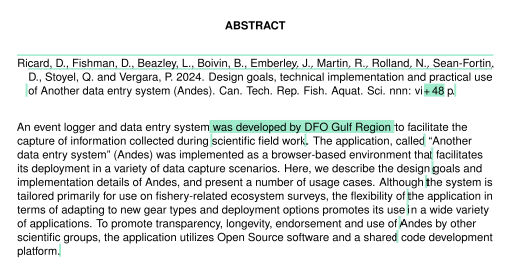 ABSTRACT
Ricard, D., Fishman, D., Beazley, L., Boivin, B., Emberley, J., Martin, R., Rolland, N., Sean-Fortin,
D., Stoyel, Q. and Vergara, P. 2024. Design goals, technical implementation and practical use
of Another data entry system (Andes). Can. Tech. Rep. Fish. Aquat. Sci. nnn: vi+48 p.
An event logger and data entry system was developed by DFO Gulf Region to facilitate the
capture of information collected during scientific field work. The application, called “Another
data entry system” (Andes) was implemented as a browser-based environment that facilitates
its deployment in a variety of data capture scenarios. Here, we describe the design goals and
implementation details of Andes, and present a number of usage cases. Although the system is
tailored primarily for use on fishery-related ecosystem surveys, the flexibility of the application in
terms of adapting to new gear types and deployment options promotes its use in a wide variety
of applications. To promote transparency, longevity, endorsement and use of Andes by other
scientific groups, the application utilizes Open Source software and a shared code development
platform.